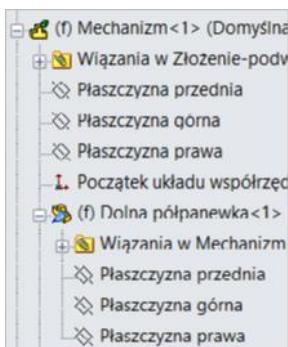 (f) Mechanizm<1> (Domyślna
Wiązania w Złożenie-podw
Płaszczyzna przednia
Płaszczyzna górna
Płaszczyzna prawa
Początek układu współrzęd
(f) Dolna półpanewka<1>
Wiązania w Mechanizm
Płaszczyzna przednia
Płaszczyzna górna
Płaszczyzna prawa